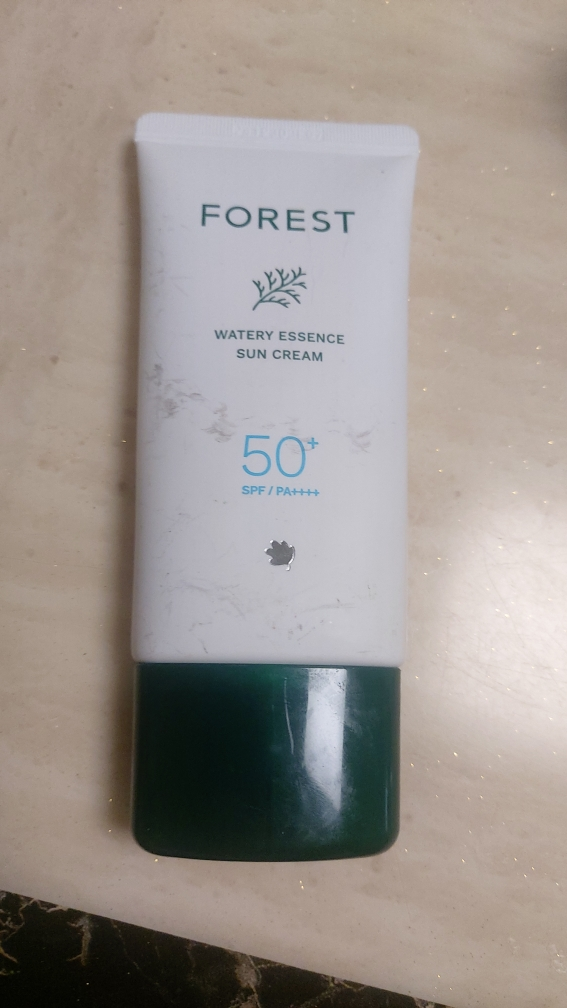 FOREST
WATERY ESSENCE
SUN CREAM
50+
SPF / PA++++